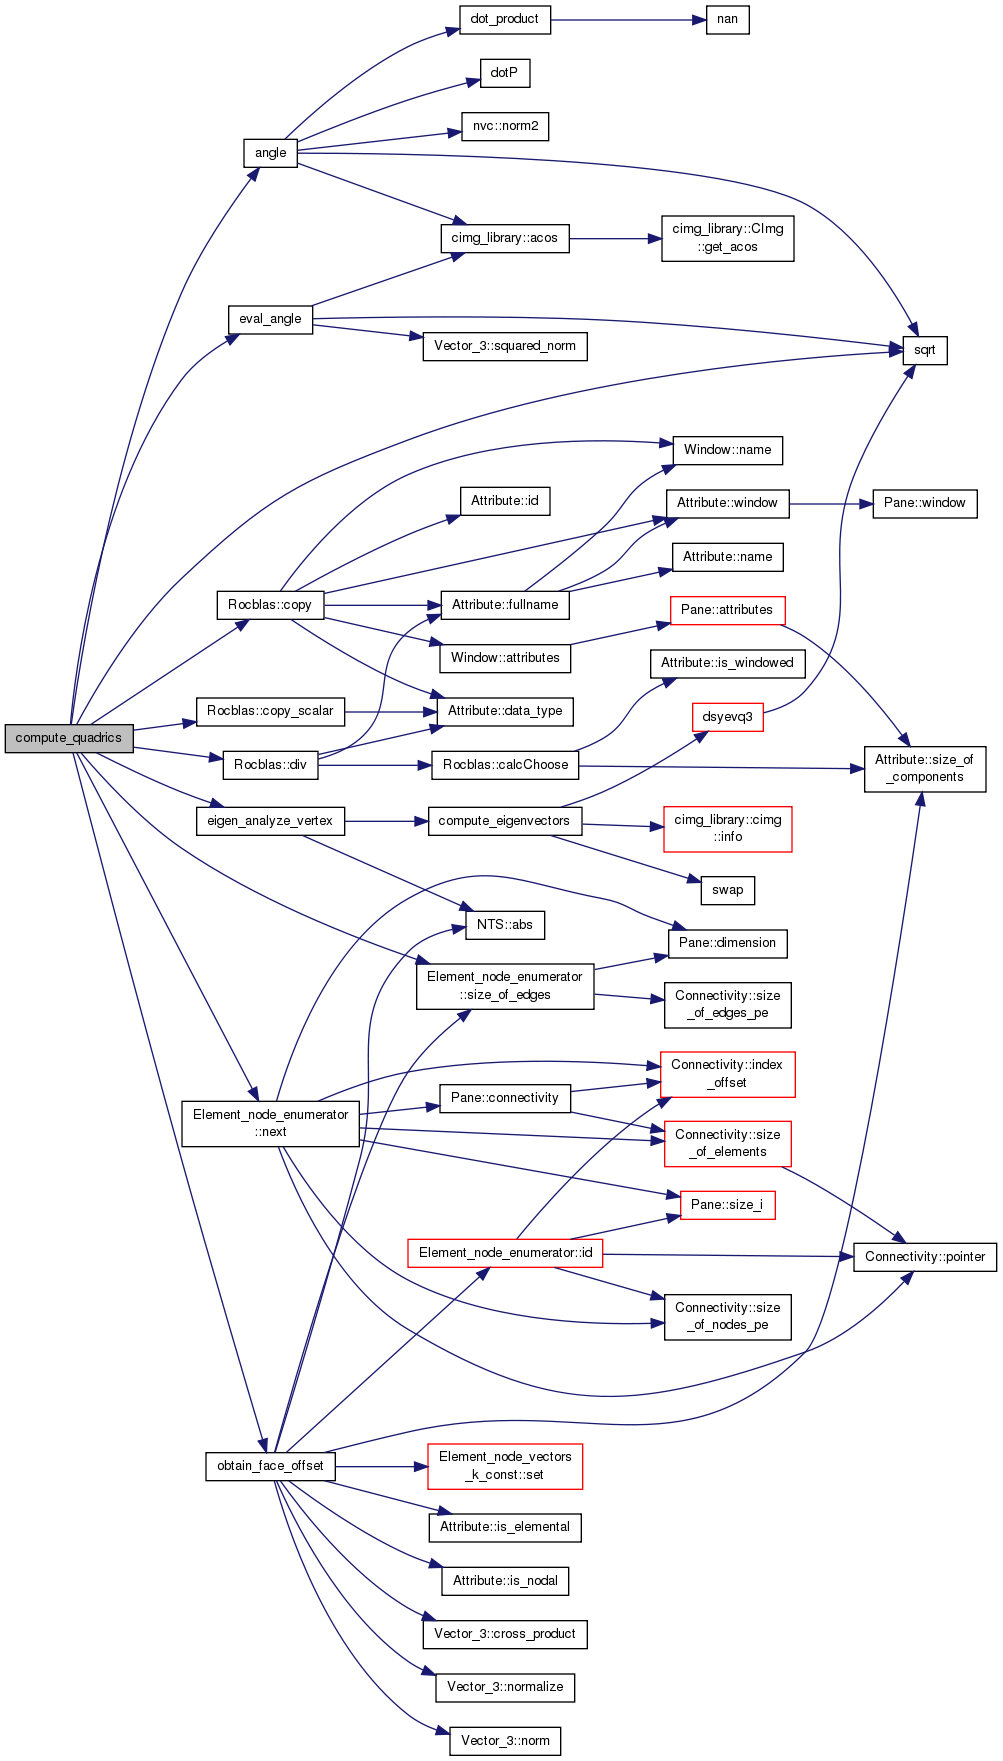 dot_product
nan
dotP
nvc::norm2
angle
cimg_library::acos
cimg_library::CImg
::get_acos
eval_angle
Vector_3::squared_norm
sqrt
Window::name
Attribute::id
Attribute::window
Pane::window
Attribute::name
Rocblas::copy
Attribute::fullname
Pane::attributes
Window::attributes
Attribute::is_windowed
Rocblas::copy_scalar
Attribute::data_type
dsyevq3
compute_quadrics
Rocblas::div
Rocblas::calcChoose
Attribute::size_of
_components
eigen_analyze_vertex
compute_eigenvectors
cimg_library::cimg
::info
swap
NTS::abs
Pane::dimension
Element_node_enumerator
::size_of_edges
Connectivity::size
_of_edges_pe
Connectivity::index
_offset
Pane::connectivity
Element_node_enumerator
::next
Connectivity::size
_of_elements
Pane::size_i
Element_node_enumerator::id
Connectivity::pointer
Connectivity::size
_of_nodes_pe
obtain_face_offset
Element_node_vectors
_k_const::set
Attribute::is_elemental
Attribute::is_nodal
Vector_3::cross_product
Vector_3::normalize
Vector_3::norm